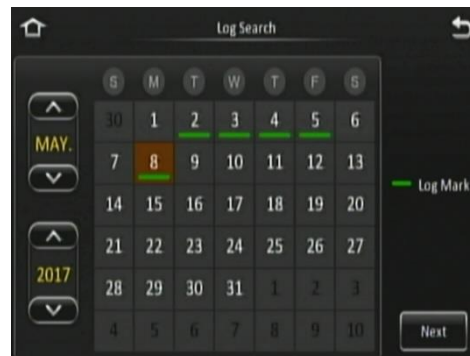 Log Search
S M T W T F S
30 1 2 3 4 5 6
MAY.
7 8 9 10 11 12 13
Log Mark
14 15 16 17 18 19 20
21 22 23 24 25 26 27
2017
28 29 30 31 1 2 3
4 5 6 7 8 9 10
Next